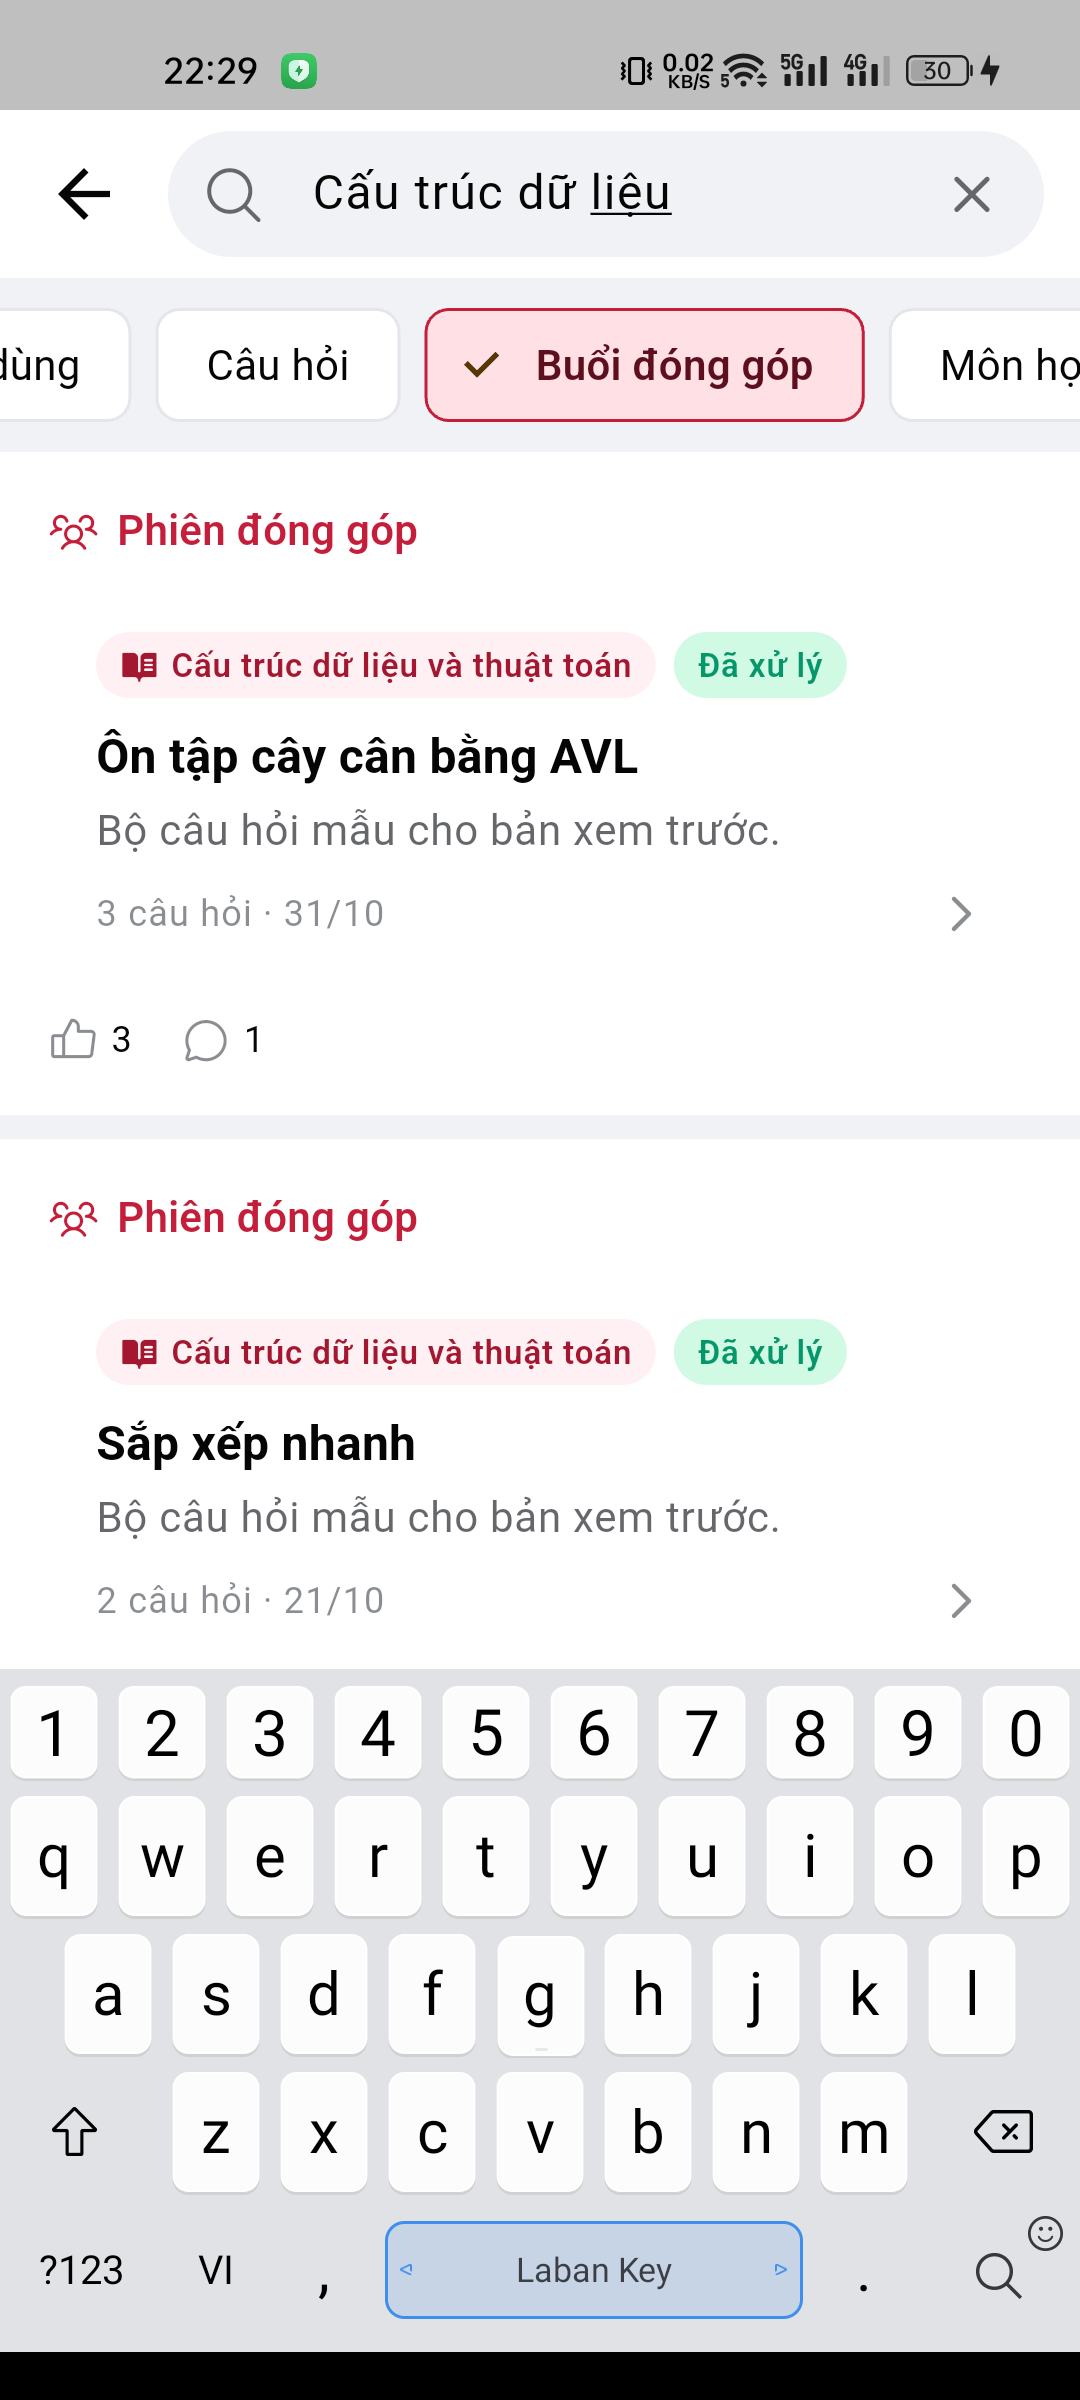 22:29
0.02
KB/S
5
5G
4G
30
Cấu trúc dữ liệu
dùng
Câu hỏi
Buổi đóng góp
Môn họ
Phiên đóng góp
Cấu trúc dữ liệu và thuật toán
Đã xử lý
Ôn tập cây cân bằng AVL
Bộ câu hỏi mẫu cho bản xem trước.
3 câu hỏi · 31/10
3
1
Phiên đóng góp
Cấu trúc dữ liệu và thuật toán
Đã xử lý
Sắp xếp nhanh
Bộ câu hỏi mẫu cho bản xem trước.
2 câu hỏi · 21/10
1 2 3 4 5 6 7 8 9 0
q w e r t y u i o p
a s d f g h j k l
z x c v b n m
?123 VI , Laban Key .